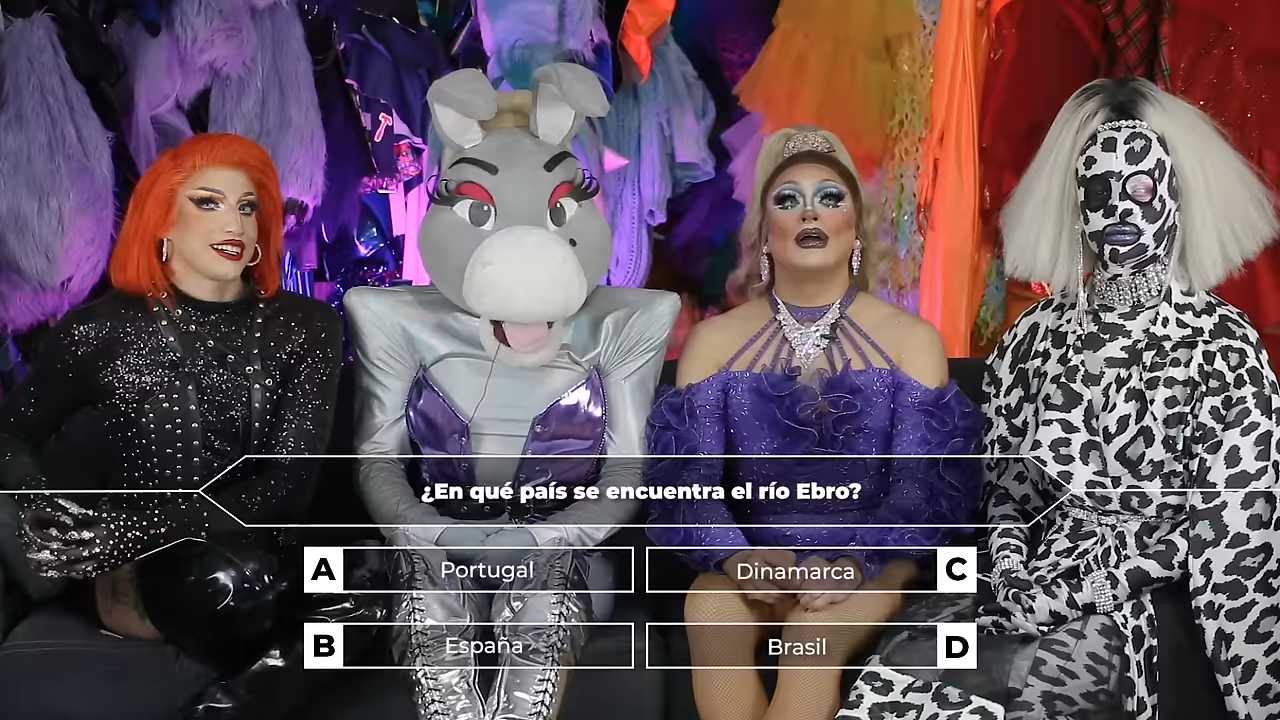 ¿En qué país se encuentra el río Ebro?
A Portugal
Dinamarca C
B España
Brasil D